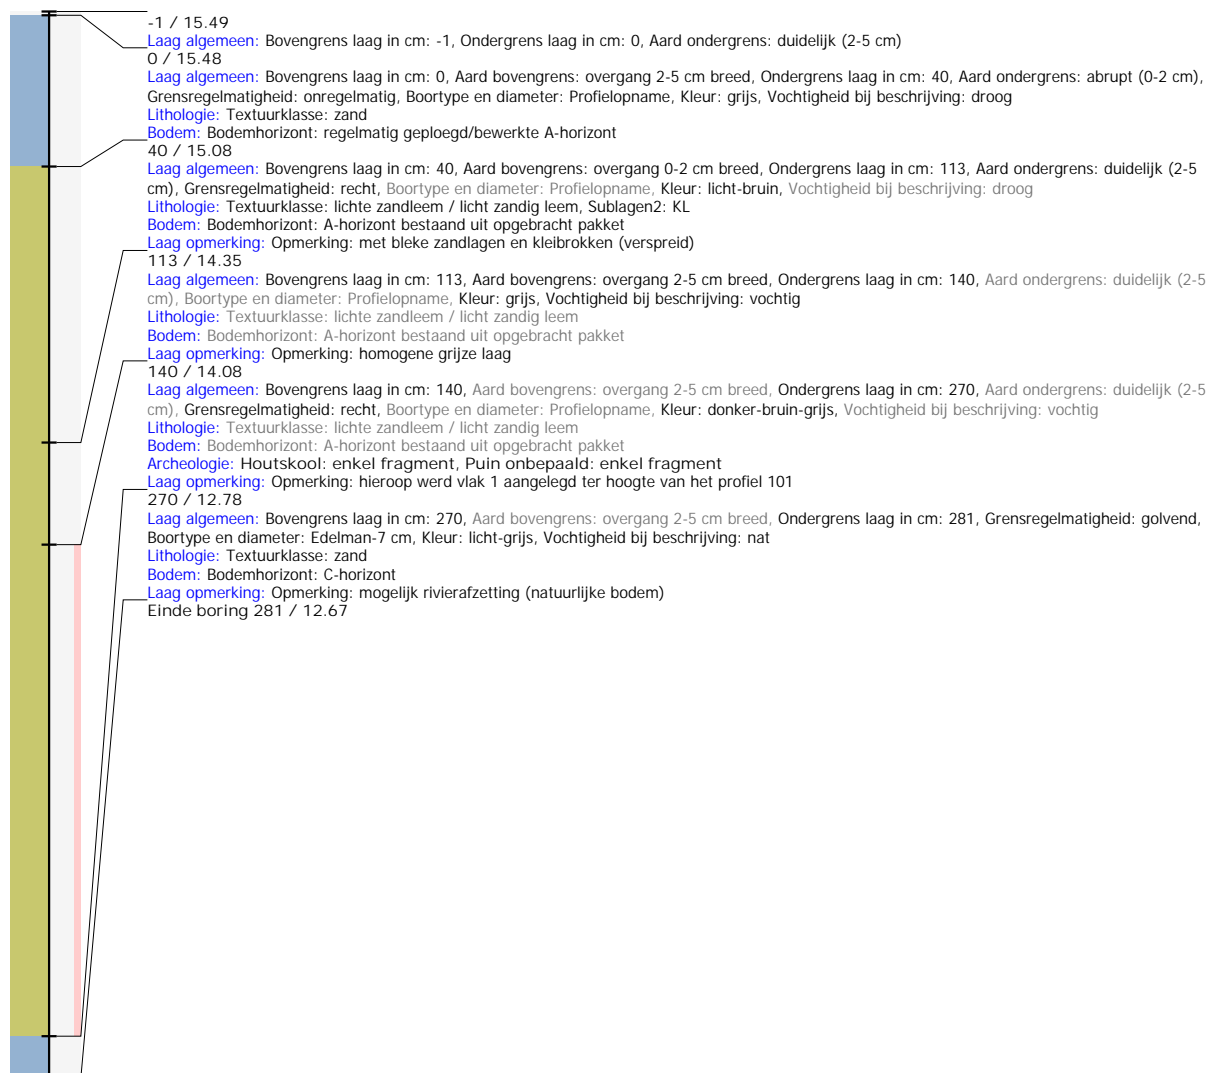 -1 / 15.49
Laag algemeen: Bovengrens laag in cm: -1, Ondergrens laag in cm: 0, Aard ondergrens: duidelijk (2-5 cm)
0 / 15.48
Laag algemeen: Bovengrens laag in cm: 0, Aard bovengrens: overgang 2-5 cm breed, Ondergrens laag in cm: 40, Aard ondergrens: abrupt (0-2 cm),
Grensregelmatigheid: onregelmatig, Boortype en diameter: Profielopname, Kleur: grijs, Vochtigheid bij beschrijving: droog
Lithologie: Textuurklasse: zand
Bodem: Bodemhorizont: regelmatig geploegd/bewerkte A-horizont
40 / 15.08
Laag algemeen: Bovengrens laag in cm: 40, Aard bovengrens: overgang 0-2 cm breed, Ondergrens laag in cm: 113, Aard ondergrens: duidelijk (2-5
cm), Grensregelmatigheid: recht, Boortype en diameter: Profielopname, Kleur: licht-bruin, Vochtigheid bij beschrijving: droog
Lithologie: Textuurklasse: lichte zandleem / licht zandig leem, Sublagen2: KL
Bodem: Bodemhorizont: A-horizont bestaand uit opgebracht pakket
Laag opmerking: Opmerking: met bleke zandlagen en kleibrokken (verspreid)
113 / 14.35
Laag algemeen: Bovengrens laag in cm: 113, Aard bovengrens: overgang 2-5 cm breed, Ondergrens laag in cm: 140, Aard ondergrens: duidelijk (2-5
cm), Boortype en diameter: Profielopname, Kleur: grijs, Vochtigheid bij beschrijving: vochtig
Lithologie: Textuurklasse: lichte zandleem / licht zandig leem
Bodem: Bodemhorizont: A-horizont bestaand uit opgebracht pakket
Laag opmerking: Opmerking: homogene grijze laag
140 / 14.08
Laag algemeen: Bovengrens laag in cm: 140, Aard bovengrens: overgang 2-5 cm breed, Ondergrens laag in cm: 270, Aard ondergrens: duidelijk (2-5
cm), Grensregelmatigheid: recht, Boortype en diameter: Profielopname, Kleur: donker-bruin-grijs, Vochtigheid bij beschrijving: vochtig
Lithologie: Textuurklasse: lichte zandleem / licht zandig leem
Bodem: Bodemhorizont: A-horizont bestaand uit opgebracht pakket
Archeologie: Houtskool: enkel fragment, Puin onbepaald: enkel fragment
Laag opmerking: Opmerking: hieroop werd vlak 1 aangelegd ter hoogte van het profiel 101
270 / 12.78
Laag algemeen: Bovengrens laag in cm: 270, Aard bovengrens: overgang 2-5 cm breed, Ondergrens laag in cm: 281, Grensregelmatigheid: golvend,
Boortype en diameter: Edelman-7 cm, Kleur: licht-grijs, Vochtigheid bij beschrijving: nat
Lithologie: Textuurklasse: zand
Bodem: Bodemhorizont: C-horizont
Laag opmerking: Opmerking: mogelijk rivierafzetting (natuurlijke bodem)
Einde boring 281 / 12.67